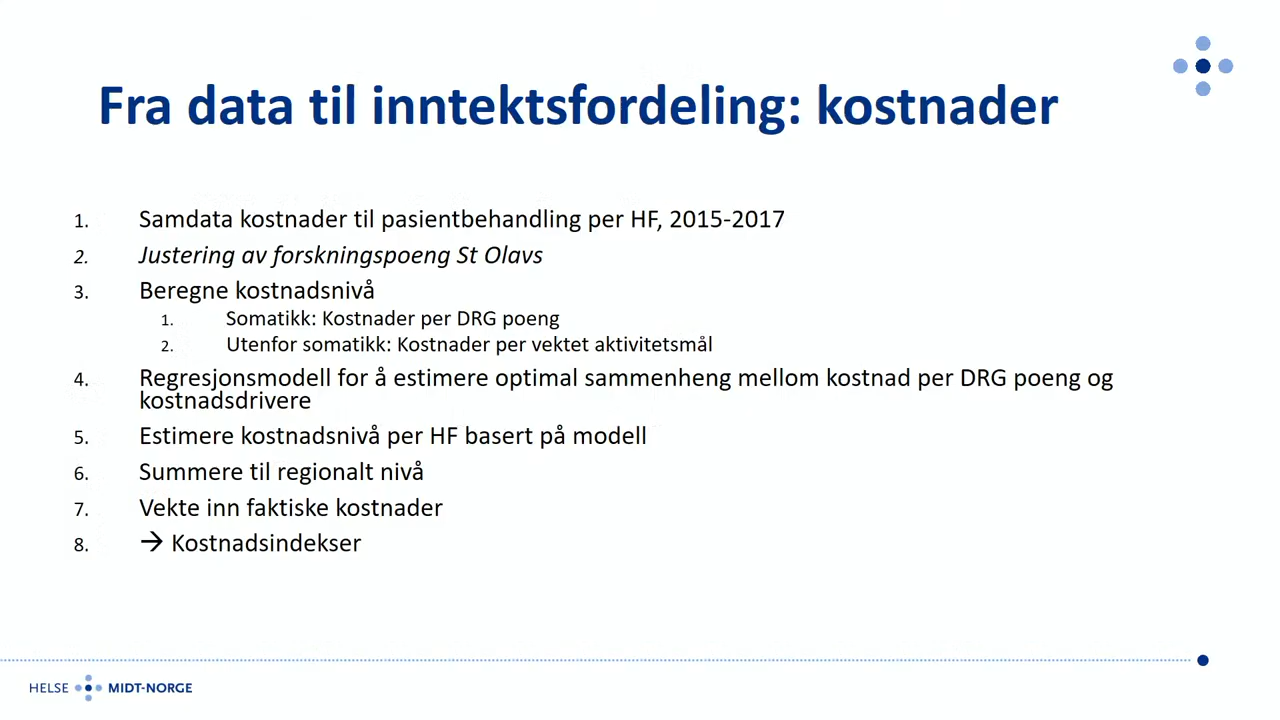 Fra data til inntektsfordeling: kostnader
1. Samdata kostnader til pasientbehandling per HF, 2015-2017
2. Justering av forskningspoeng St Olavs
3. Beregne kostnadsnivå
1. Somatikk: Kostnader per DRG poeng
2. Utenfor somatikk: Kostnader per vektet aktivitetsmål
4. Regresjonsmodell for å estimere optimal sammenheng mellom kostnad per DRG poeng og
kostnadsdrivere
5. Estimere kostnadsnivå per HF basert på modell
6. Summere til regionalt nivå
7. Vekte inn faktiske kostnader
8. → Kostnadsindekser
HELSE MIDT-NORGE